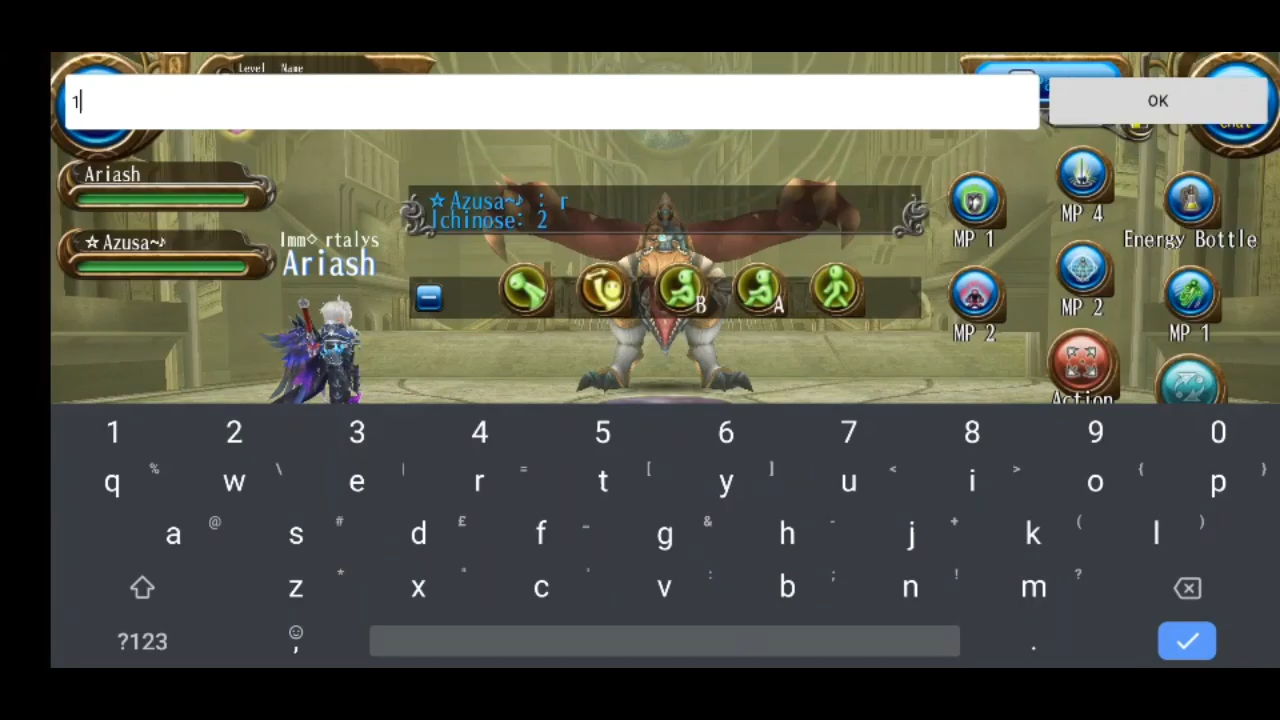 Level Name
1
OK
Chat
Ariash
☆Azusa~♪
Imm◇rtalys
Ariash
☆Azusa~♪ : r
Ichinose: 2
B
A
MP 1
MP 4
Energy Bottle
MP 2
MP 2
MP 1
Action
1 2 3 4 5 6 7 8 9 0
% \ | = [ ] < > { }
q w e r t y u i o p
@ # £ _ & - + ( )
a s d f g h j k l
* " ' : ; ! ?
z x c v b n m
?123 , .